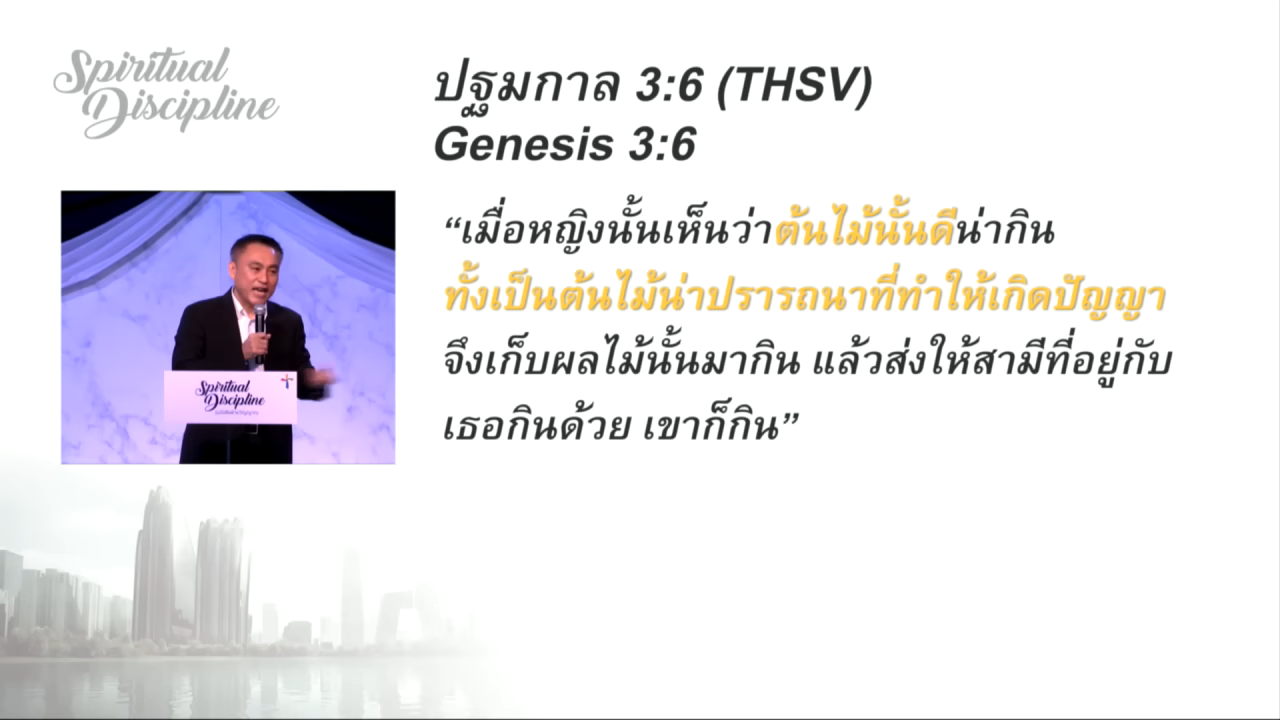 Spiritual
Discipline
ปฐมกาล 3:6 (THSV)
Genesis 3:6
“เมื่อหญิงนั้นเห็นว่าต้นไม้นั้นดีน่ากิน
ทั้งเป็นต้นไม้น่าปรารถนาที่ทำให้เกิดปัญญา
จึงเก็บผลไม้นั้นมากิน แล้วส่งให้สามีที่อยู่กับ
เธอกินด้วย เขาก็กิน”
Spiritual
Discipline